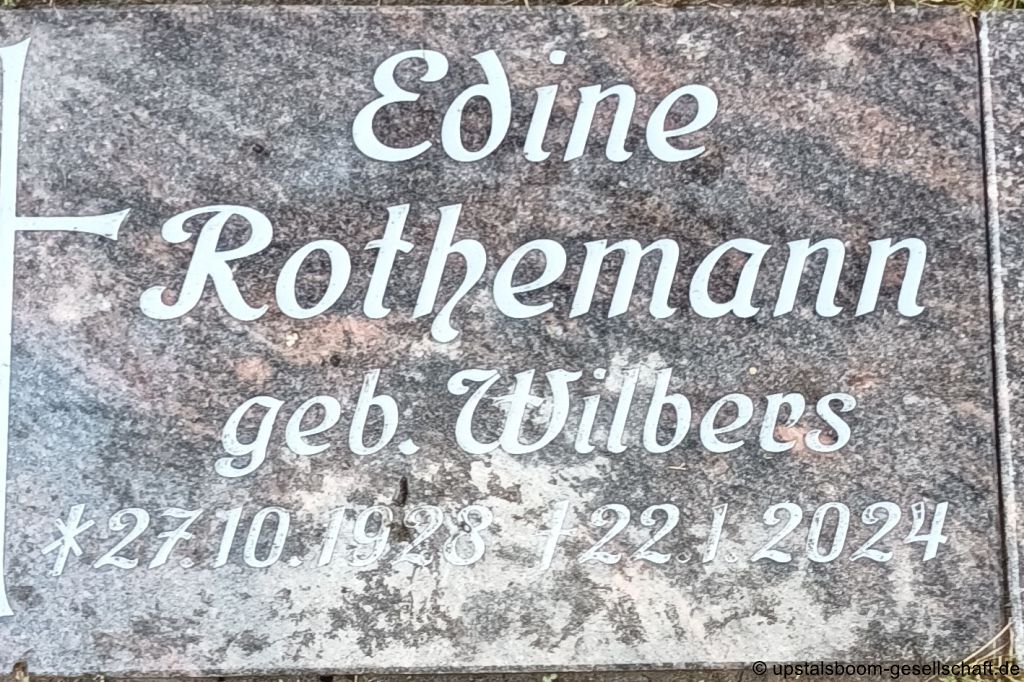 Edine
Rothemann
geb. Wilbers
*27.10.1928 †22.1.2024
© upstalsboom-gesellschaft.de